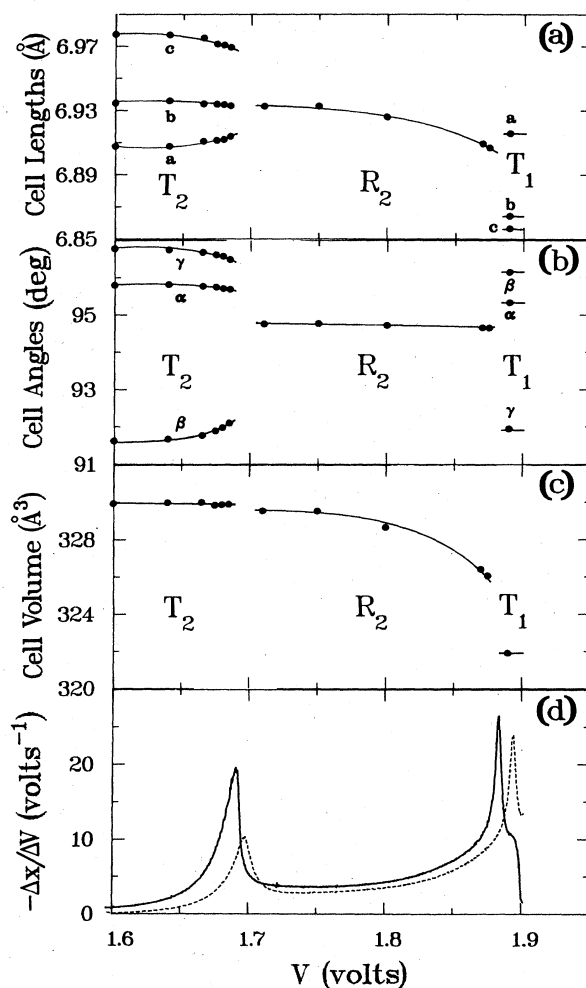 (a)
Cell Lengths (Å)
6.97
6.93
6.89
6.85
c
b
a
T2
R2
a
T1
b
c
(b)
Cell Angles (deg)
95
93
91
γ
α
β
T2
R2
β
α
T1
γ
(c)
Cell Volume (Å3)
328
324
320
T2
R2
T1
(d)
-Δx/ΔV (volts-1)
20
10
0
1.6
1.7
1.8
1.9
V (volts)